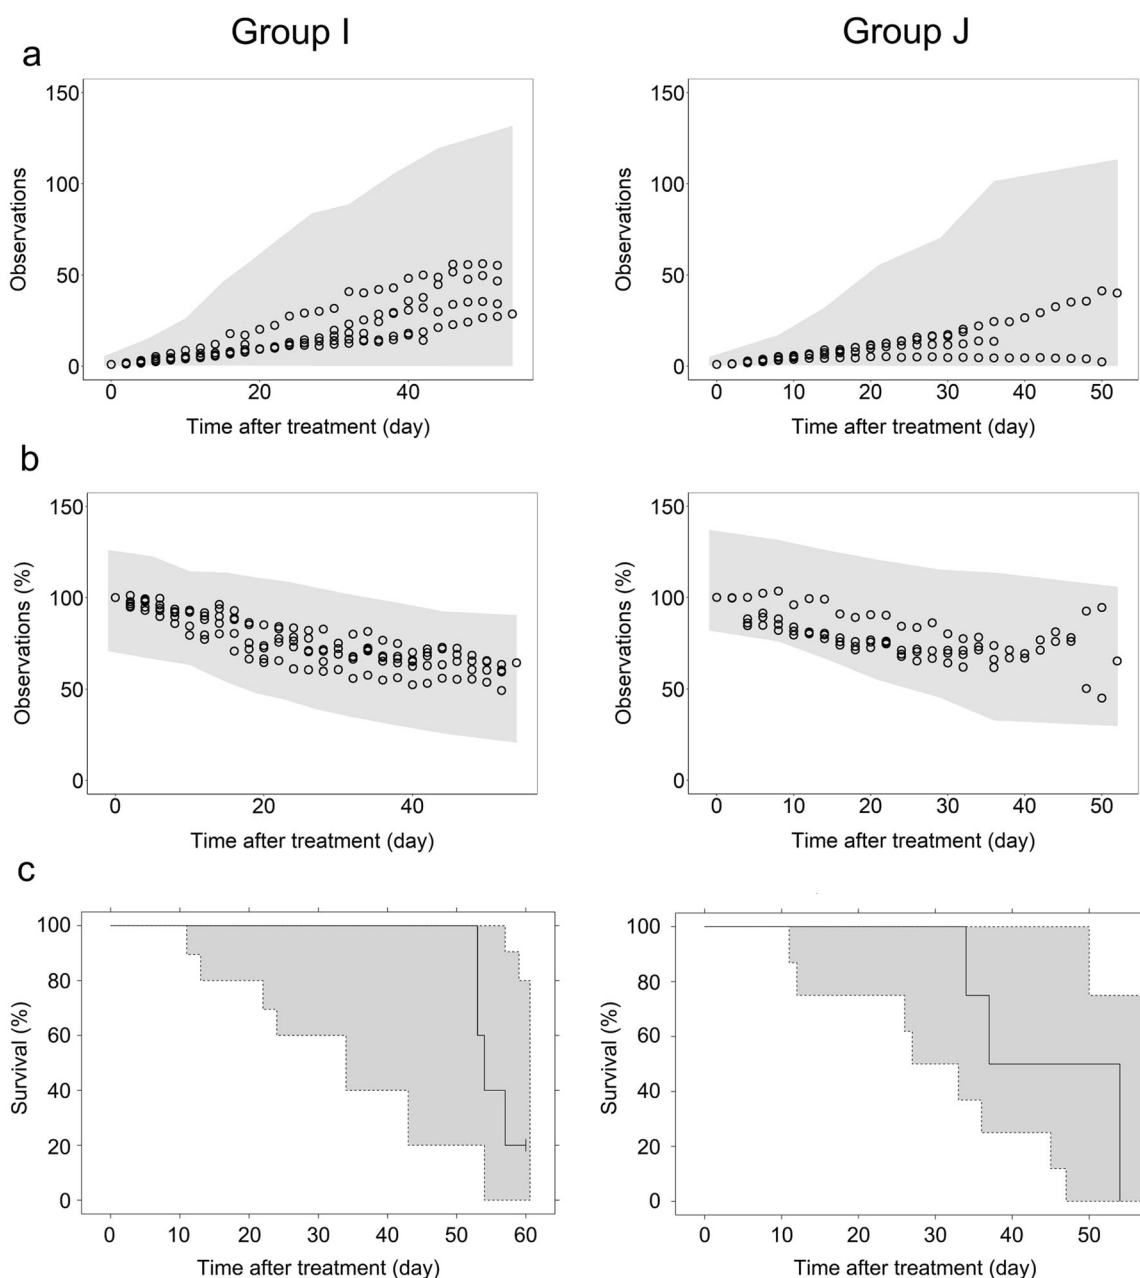 Group I
Group J
a
150
100
50
0
Observations
0 20 40
Time after treatment (day)
150
100
50
0
Observations
0 10 20 30 40 50
Time after treatment (day)
b
150
100
50
0
Observations (%)
0 20 40
Time after treatment (day)
150
100
50
0
Observations (%)
0 10 20 30 40 50
Time after treatment (day)
c
100
80
60
40
20
0
Survival (%)
0 10 20 30 40 50 60
Time after treatment (day)
100
80
60
40
20
0
Survival (%)
0 10 20 30 40 50
Time after treatment (day)